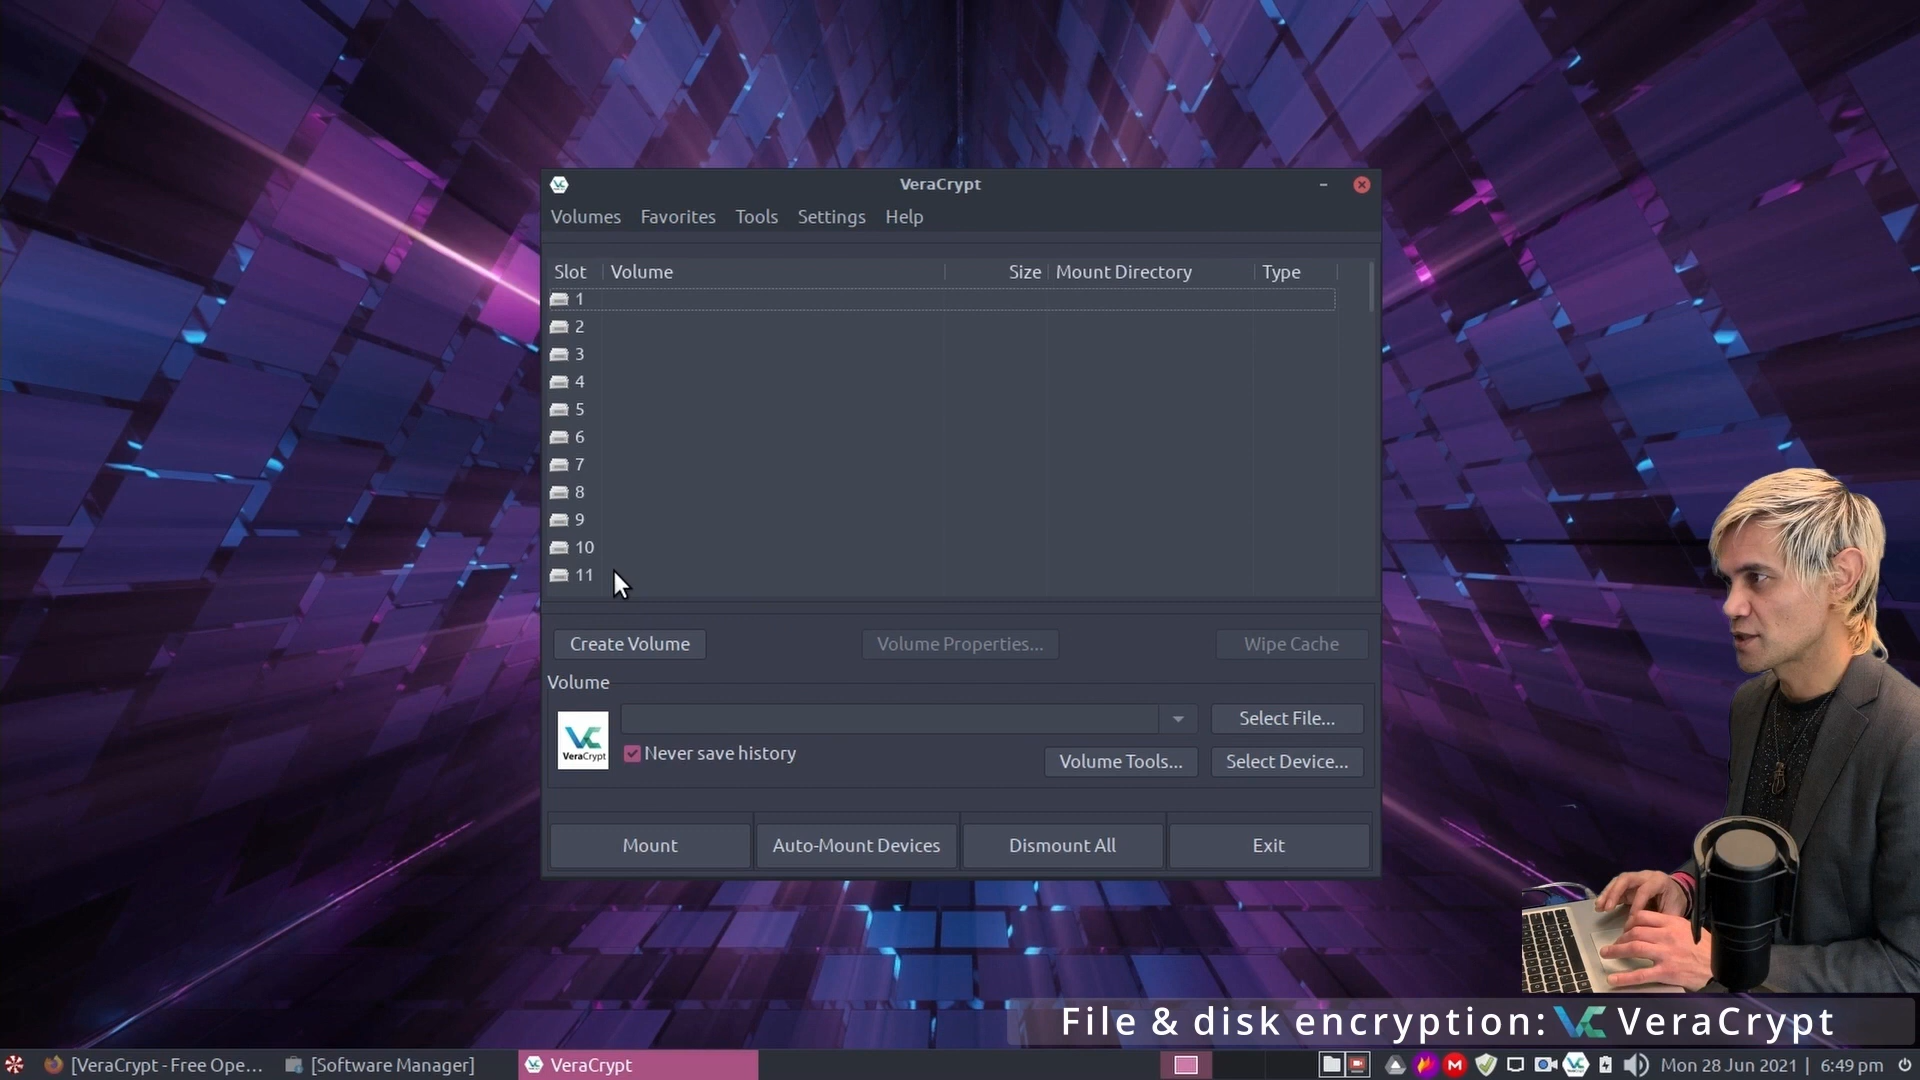 VeraCrypt
Volumes Favorites Tools Settings Help
Slot Volume Size Mount Directory Type
1
2
3
4
5
6
7
8
9
10
11
Create Volume Volume Properties... Wipe Cache
Volume
Select File...
VeraCrypt
Never save history
Volume Tools... Select Device...
Mount Auto-Mount Devices Dismount All Exit
File & disk encryption: VeraCrypt
[VeraCrypt - Free Ope... [Software Manager] VeraCrypt Mon 28 Jun 2021 | 6:49 pm